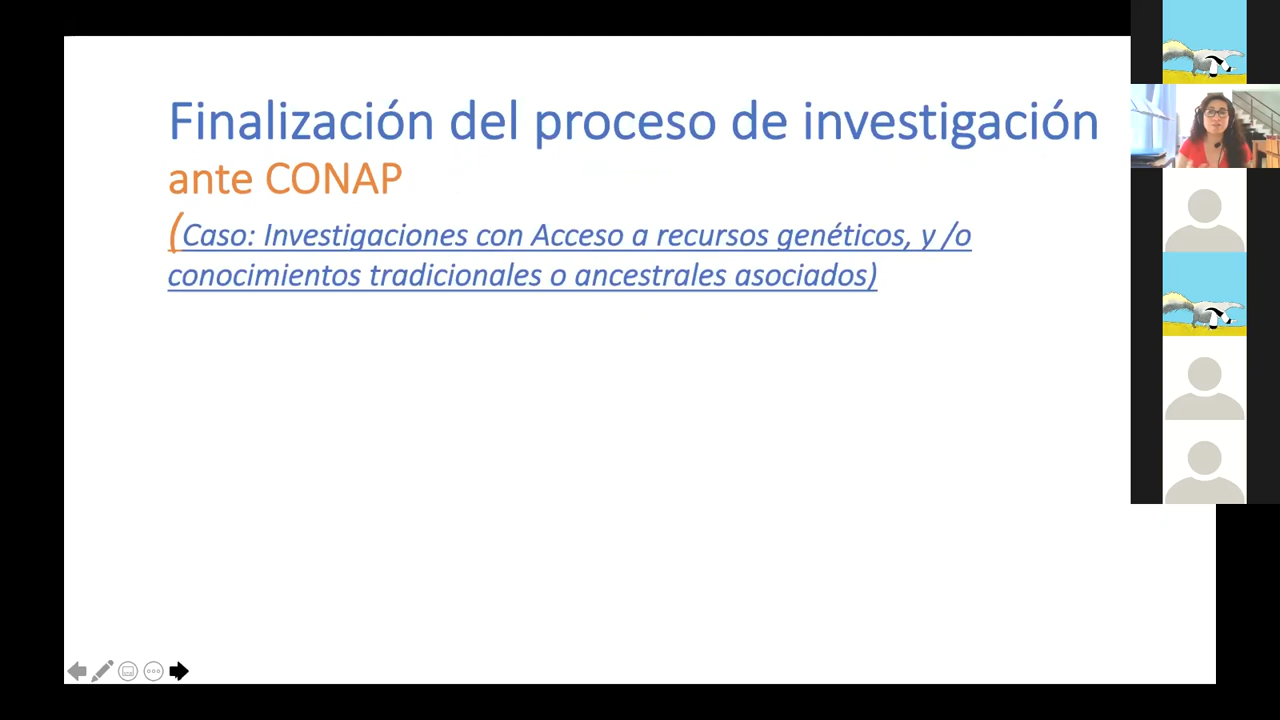 Finalización del proceso de investigación
ante CONAP
(Caso: Investigaciones con Acceso a recursos genéticos, y /o
conocimientos tradicionales o ancestrales asociados)